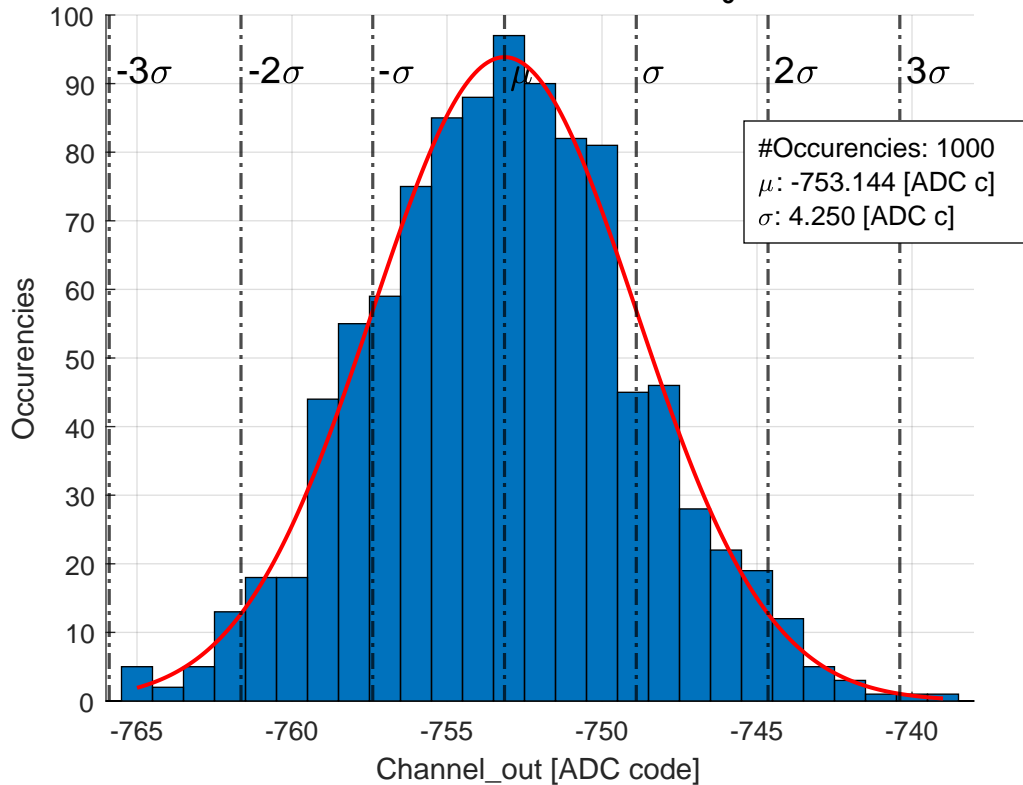 -3σ -2σ -σ μ σ 2σ 3σ
#Occurencies: 1000
μ: -753.144 [ADC c]
σ: 4.250 [ADC c]
100
90
80
70
60
50
40
30
20
10
0
Occurencies
-765 -760 -755 -750 -745 -740
Channel_out [ADC code]